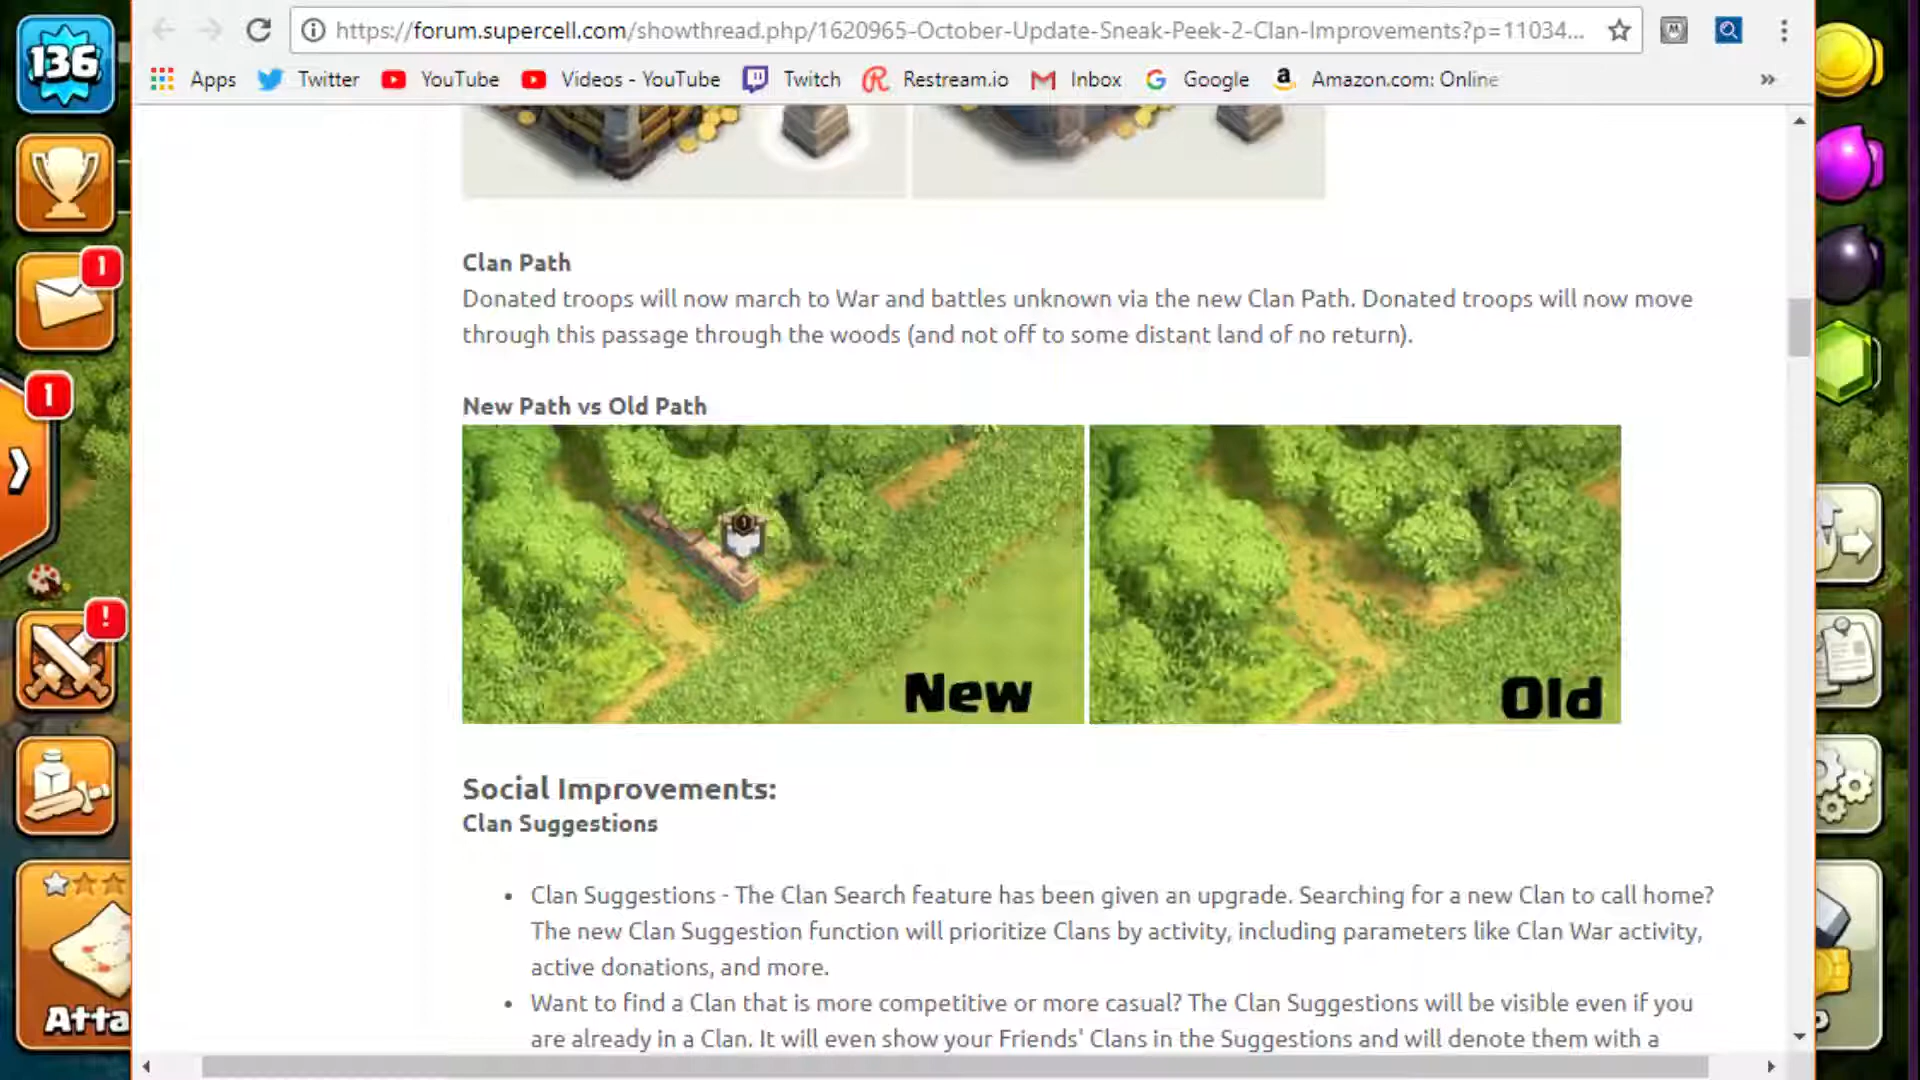 136
https://forum.supercell.com/showthread.php/1620965-October-Update-Sneak-Peek-2-Clan-Improvements?p=11034...
Apps Twitter YouTube Videos - YouTube Twitch Restream.io Inbox Google Amazon.com: Online »
1
1
!
Clan Path
Donated troops will now march to War and battles unknown via the new Clan Path. Donated troops will now move
through this passage through the woods (and not off to some distant land of no return).
New Path vs Old Path
New
Old
Social Improvements:
Clan Suggestions
• Clan Suggestions - The Clan Search feature has been given an upgrade. Searching for a new Clan to call home?
The new Clan Suggestion function will prioritize Clans by activity, including parameters like Clan War activity,
active donations, and more.
• Want to find a Clan that is more competitive or more casual? The Clan Suggestions will be visible even if you
are already in a Clan. It will even show your Friends' Clans in the Suggestions and will denote them with a
Atta